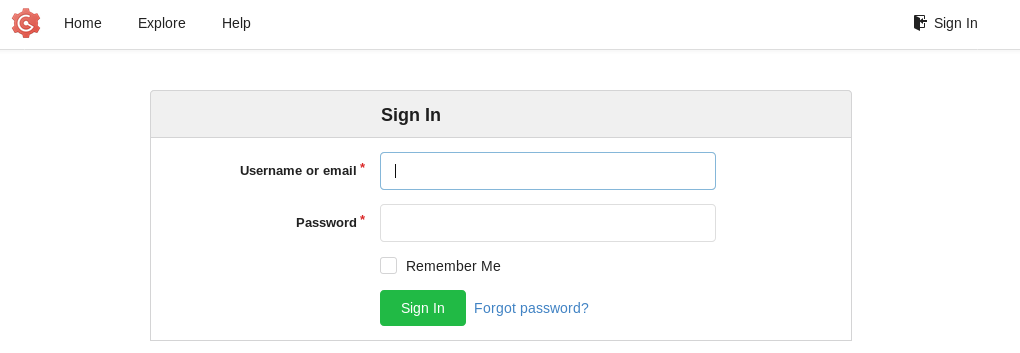 Home Explore Help Sign In
Sign In
Username or email *
Password *
Remember Me
Sign In Forgot password?